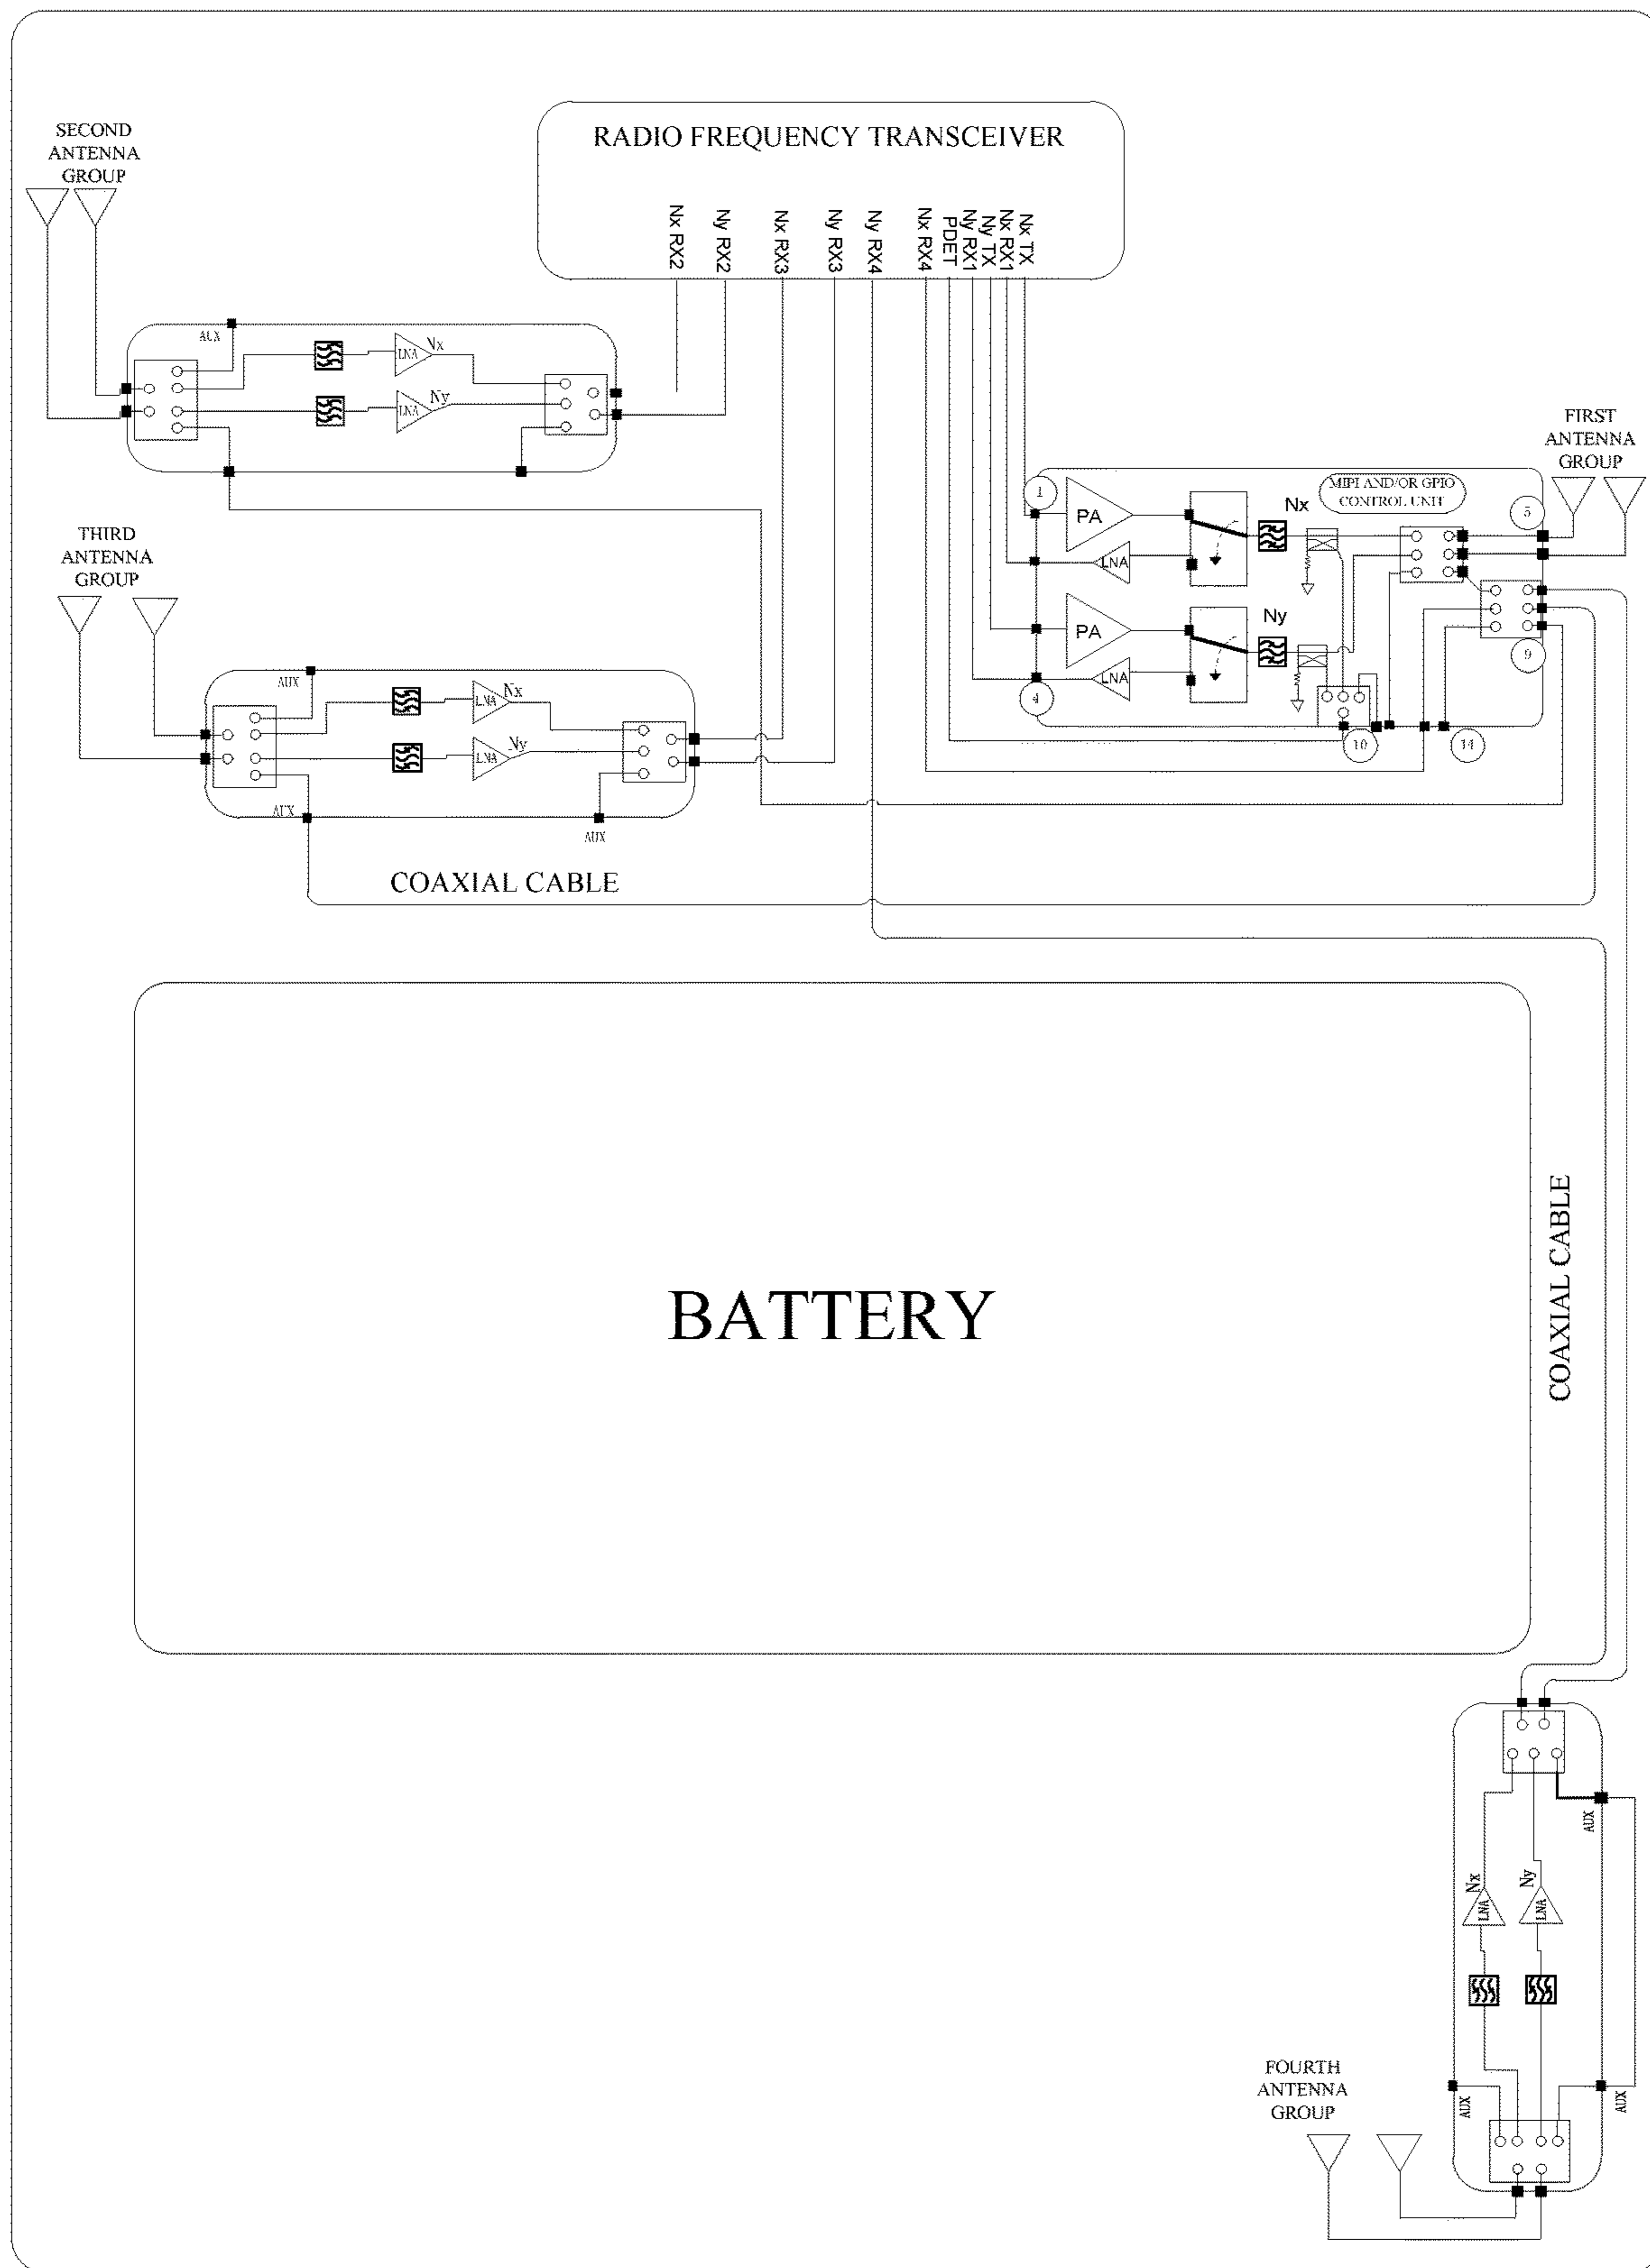 RADIO FREQUENCY TRANSCEIVER
Nx RX2
Ny RX2
Nx RX3
Ny RX3
Ny RX4
Nx RX4
PDET
Ny RX1
Ny TX
Nx RX1
Nx TX
SECOND
ANTENNA
GROUP
AUX
LNA
Nx
LNA
Ny
FIRST
ANTENNA
GROUP
MIPI AND/OR GPIO
CONTROL UNIT
1
PA
LNA
Nx
5
PA
LNA
Ny
9
4
10
14
THIRD
ANTENNA
GROUP
AUX
LNA
Nx
LNA
Ny
AUX
AUX
COAXIAL CABLE
BATTERY
COAXIAL CABLE
AUX
Nx
LNA
Ny
LNA
AUX
AUX
FOURTH
ANTENNA
GROUP